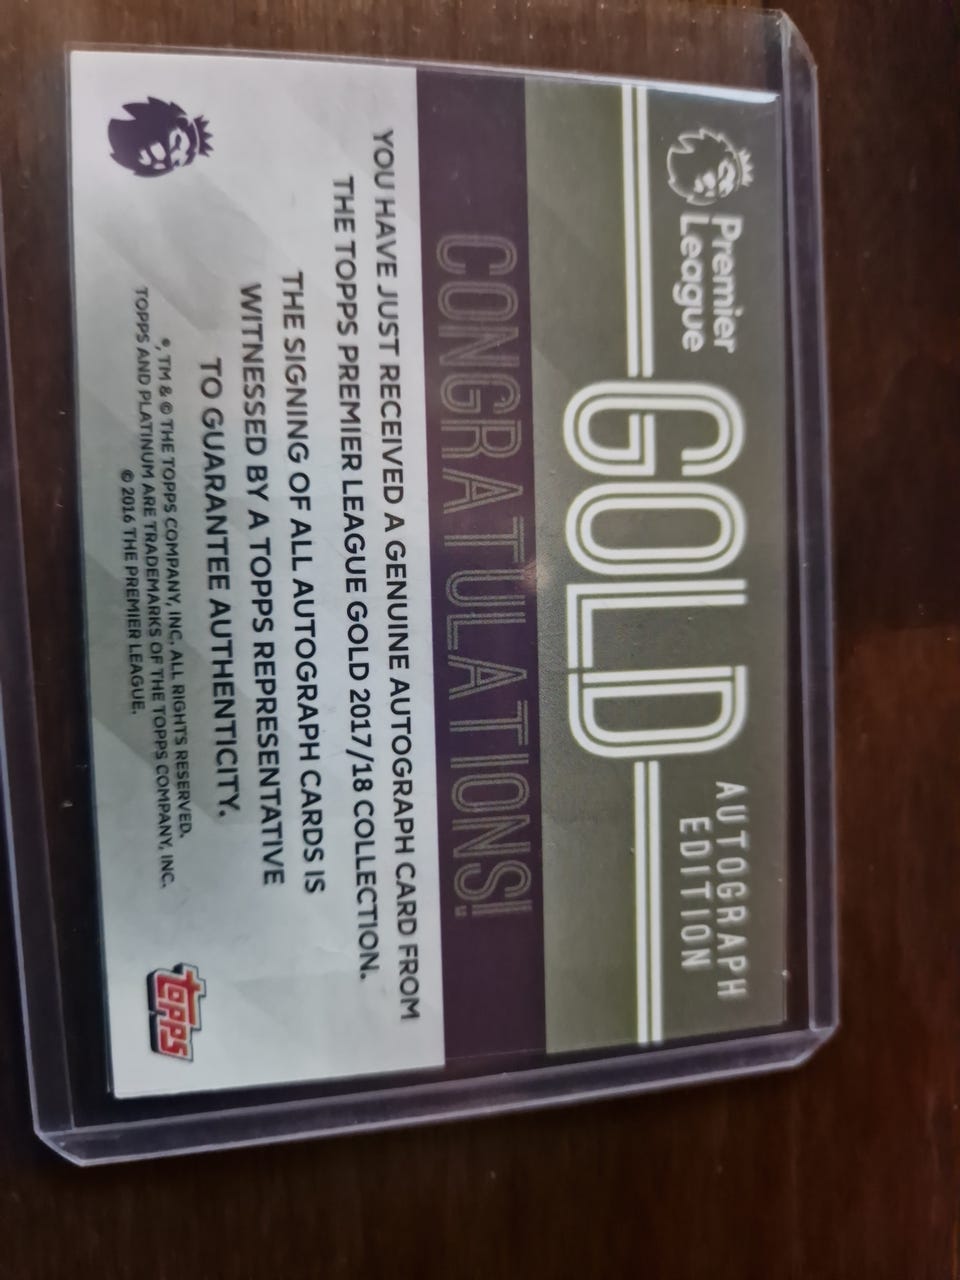 Premier
League
GOLD
AUTOGRAPH
EDITION
CONGRATULATIONS!
YOU HAVE JUST RECEIVED A GENUINE AUTOGRAPH CARD FROM
THE TOPPS PREMIER LEAGUE GOLD 2017/18 COLLECTION.
THE SIGNING OF ALL AUTOGRAPH CARDS IS
WITNESSED BY A TOPPS REPRESENTATIVE
TO GUARANTEE AUTHENTICITY.
®, TM & © THE TOPPS COMPANY, INC. ALL RIGHTS RESERVED.
TOPPS AND PLATINUM ARE TRADEMARKS OF THE TOPPS COMPANY, INC.
© 2016 THE PREMIER LEAGUE.
topps